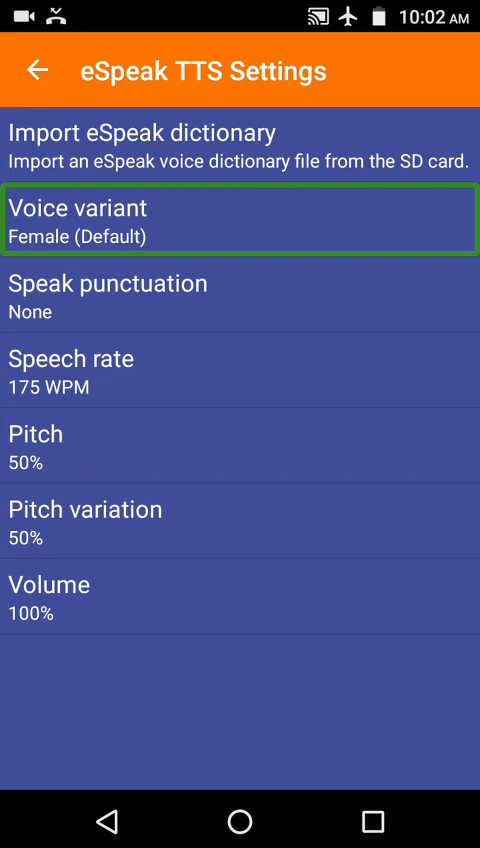 10:02 AM
eSpeak TTS Settings
Import eSpeak dictionary
Import an eSpeak voice dictionary file from the SD card.
Voice variant
Female (Default)
Speak punctuation
None
Speech rate
175 WPM
Pitch
50%
Pitch variation
50%
Volume
100%